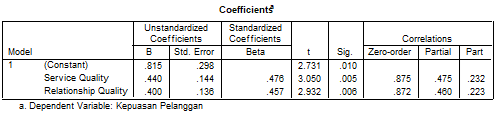 Coefficientsa
Unstandardized Coefficients Standardized Coefficients Correlations
Model B Std. Error Beta t Sig. Zero-order Partial Part
1 (Constant) .815 .298 2.731 .010
Service Quality .440 .144 .476 3.050 .005 .875 .475 .232
Relationship Quality .400 .136 .457 2.932 .006 .872 .460 .223
a. Dependent Variable: Kepuasan Pelanggan